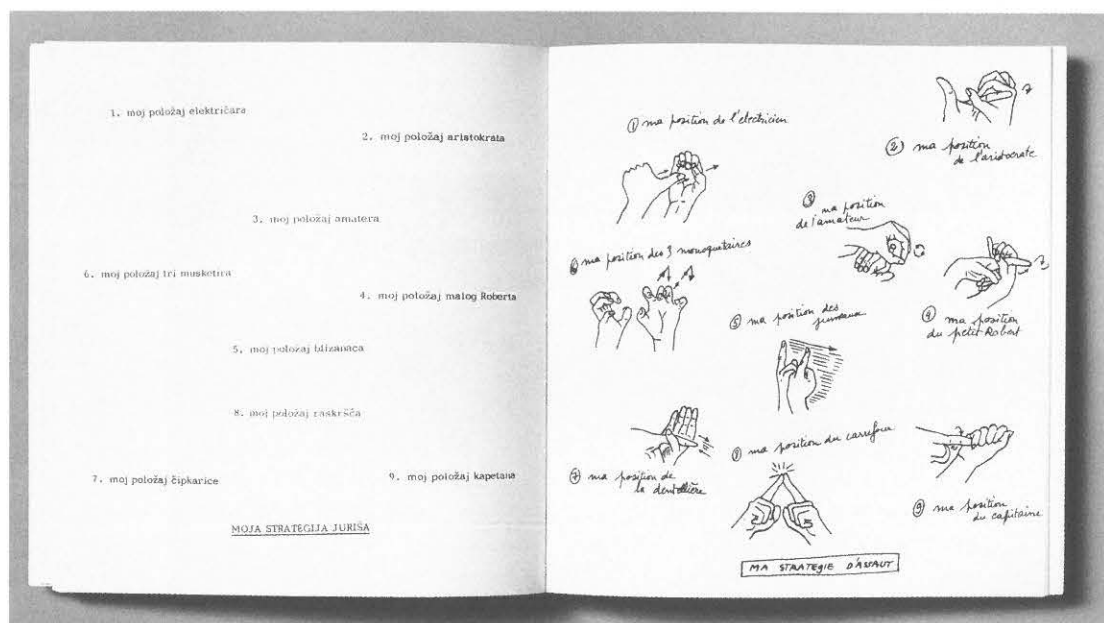 1. moj položaj električara
2. moj položaj aristokrata
3. moj položaj amatera
6. moj položaj tri musketira
4. moj položaj malog Roberta
5. moj položaj blizanaca
8. moj položaj raskršča
7. moj položaj čipkarice
9. moj položaj kapetana
MOJA STRATEGIJA JURIŠA
① ma position de l'electricien
② ma position
de l'aristocrate
③ ma position
de l'amateur
⑥ ma position des 3 mousquetaires
④ ma position
du petit Robert
⑤ ma position des
jumeaux
⑦ ma position de
la dentellière
⑧ ma position du carrefour
⑨ ma position
du capitaine
MA STRATEGIE D'ASSAUT